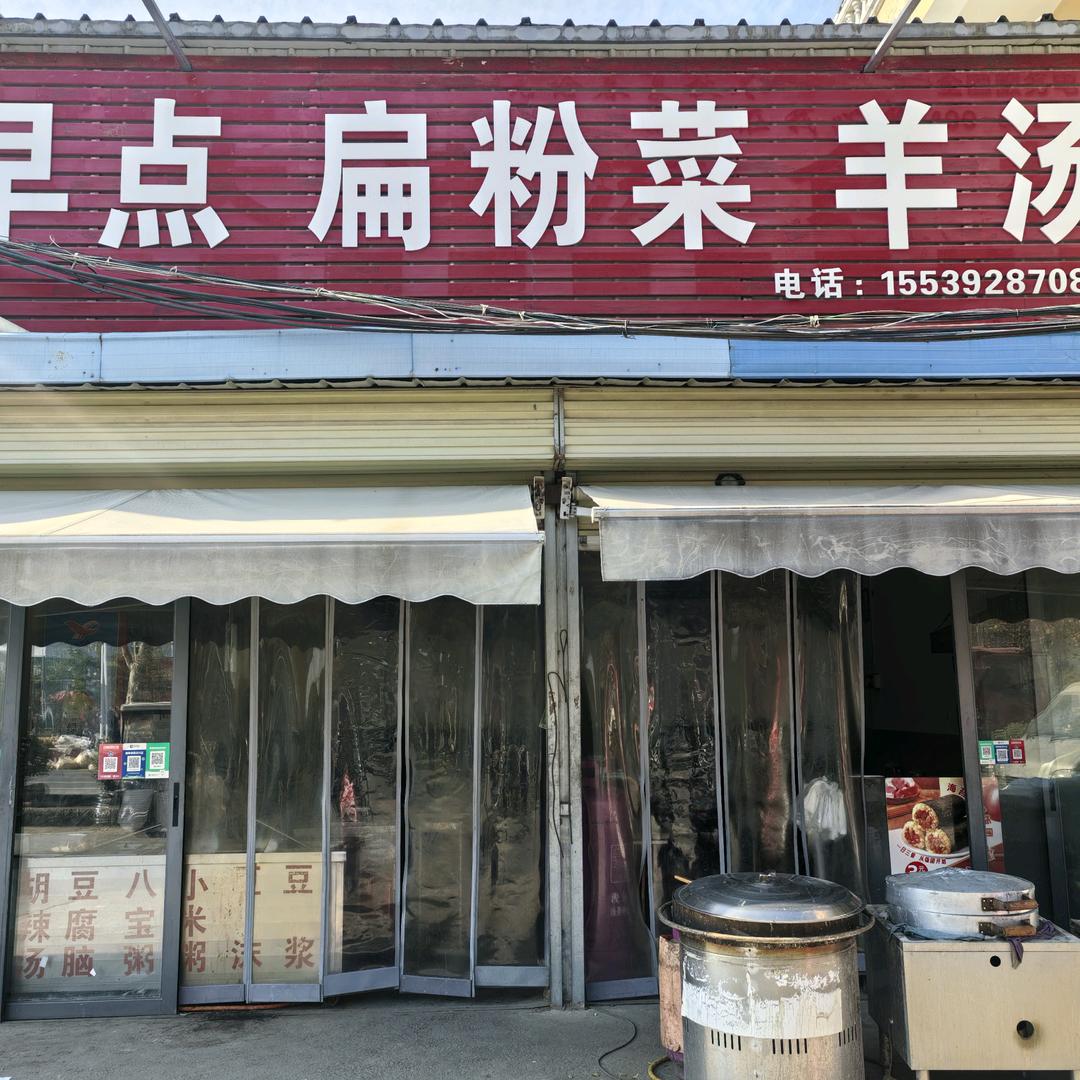 早点 扁粉菜 羊汤
电话：1553928708
胡辣汤
豆腐脑
八宝粥
小米粥
豆沫
豆浆